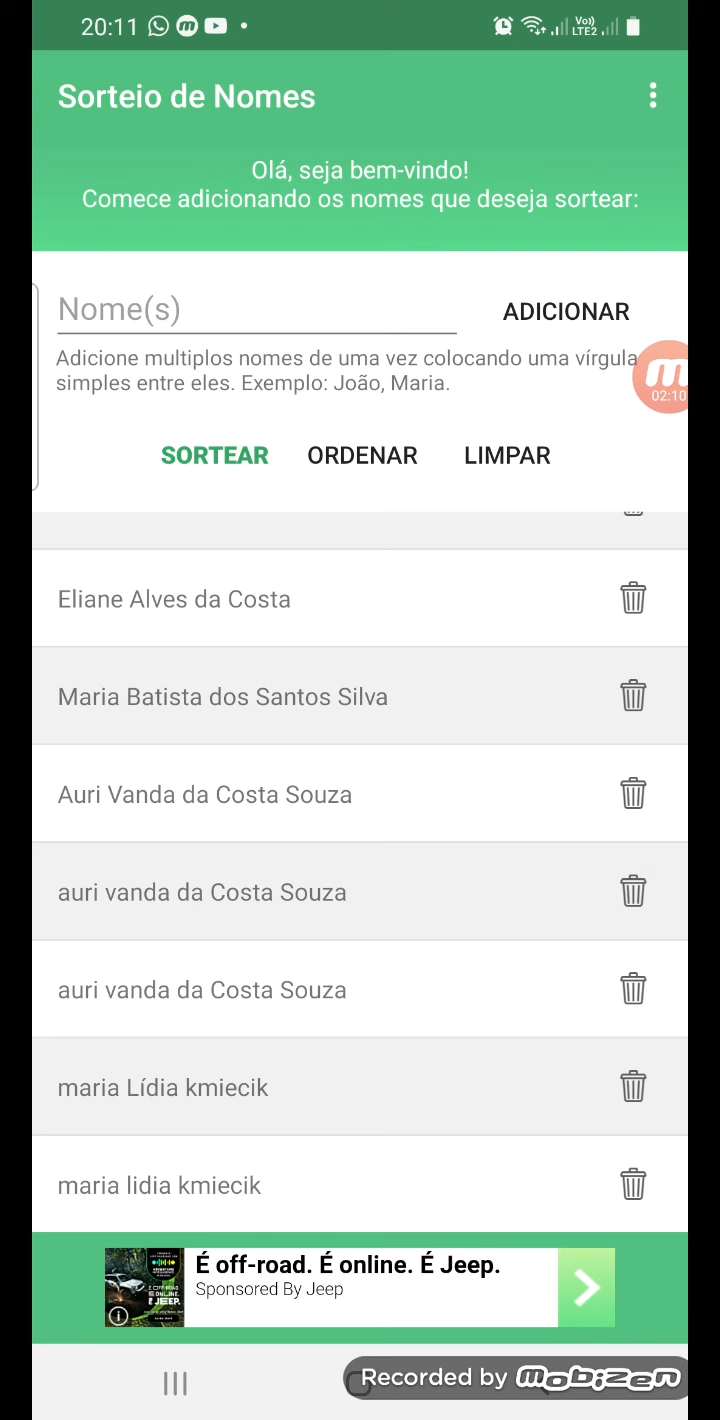 20:11
Vo))
LTE2
Sorteio de Nomes
Olá, seja bem-vindo!
Comece adicionando os nomes que deseja sortear:
Nome(s)
ADICIONAR
Adicione multiplos nomes de uma vez colocando uma vírgula
simples entre eles. Exemplo: João, Maria.
m
02:10
SORTEAR ORDENAR LIMPAR
Eliane Alves da Costa
Maria Batista dos Santos Silva
Auri Vanda da Costa Souza
auri vanda da Costa Souza
auri vanda da Costa Souza
maria Lídia kmiecik
maria lidia kmiecik
É off-road. É online. É Jeep.
Sponsored By Jeep
Recorded by mobizen